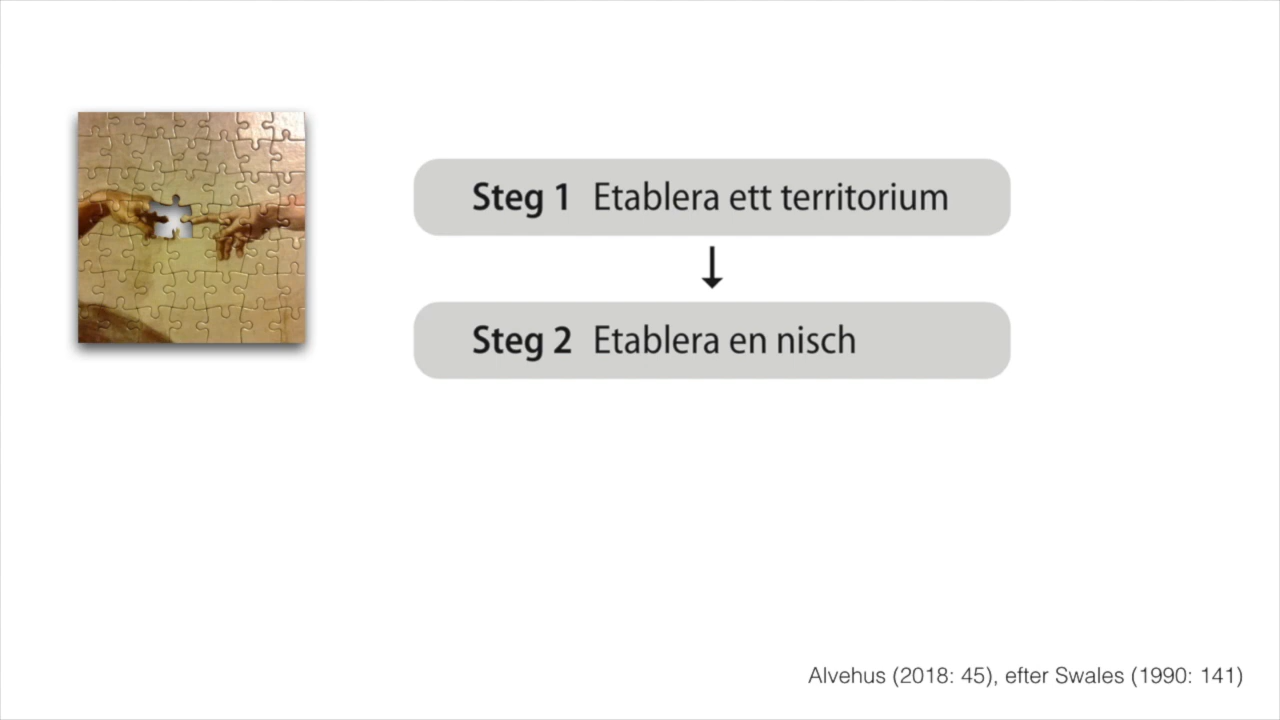 Steg 1 Etablera ett territorium
Steg 2 Etablera en nisch
Alvehus (2018: 45), efter Swales (1990: 141)